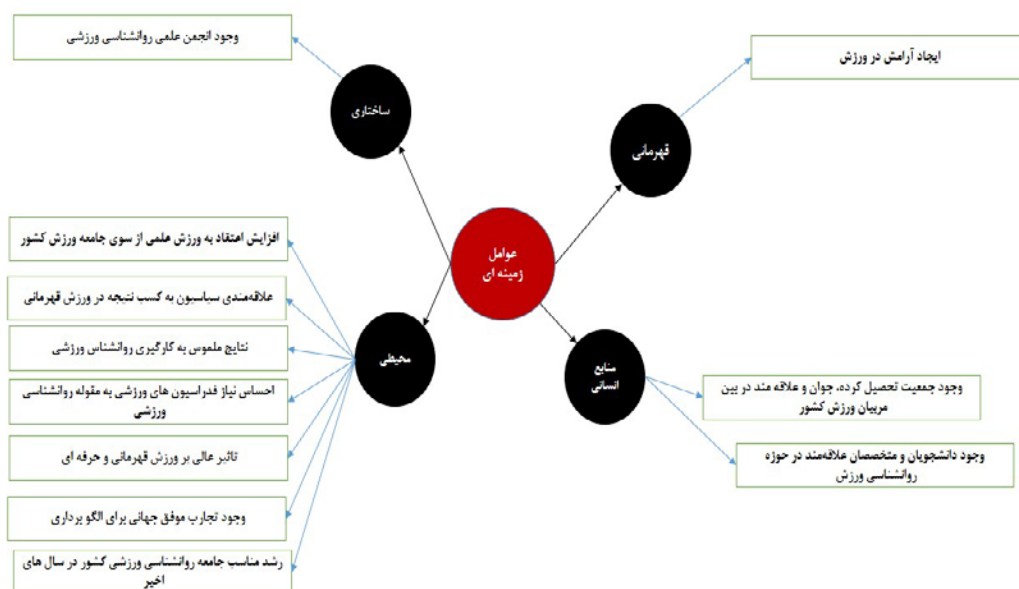 وجود انجمن علمی روانشناسی ورزشی
ایجاد آرامش در ورزش
ساختاری
قهرمانی
عوامل
زمینه ای
افزایش اعتقاد به ورزش علمی از سوی جامعه ورزش کشور
علاقه‌مندی سیاسیون به کسب نتیجه در ورزش قهرمانی
نتایج ملموس به کارگیری روانشناس ورزشی
احساس نیاز فدراسیون های ورزشی به مقوله روانشناسی
ورزشی
تاثیر عالی بر ورزش قهرمانی و حرفه ای
وجود تجارب موفق جهانی برای الگو برداری
رشد مناسب جامعه روانشناسی ورزشی کشور در سال های
اخیر
محیطی
منابع
انسانی
وجود جمعیت تحصیل کرده، جوان و علاقه مند در بین
مربیان ورزش کشور
وجود دانشجویان و متخصصان علاقه‌مند در حوزه
روانشناسی ورزش